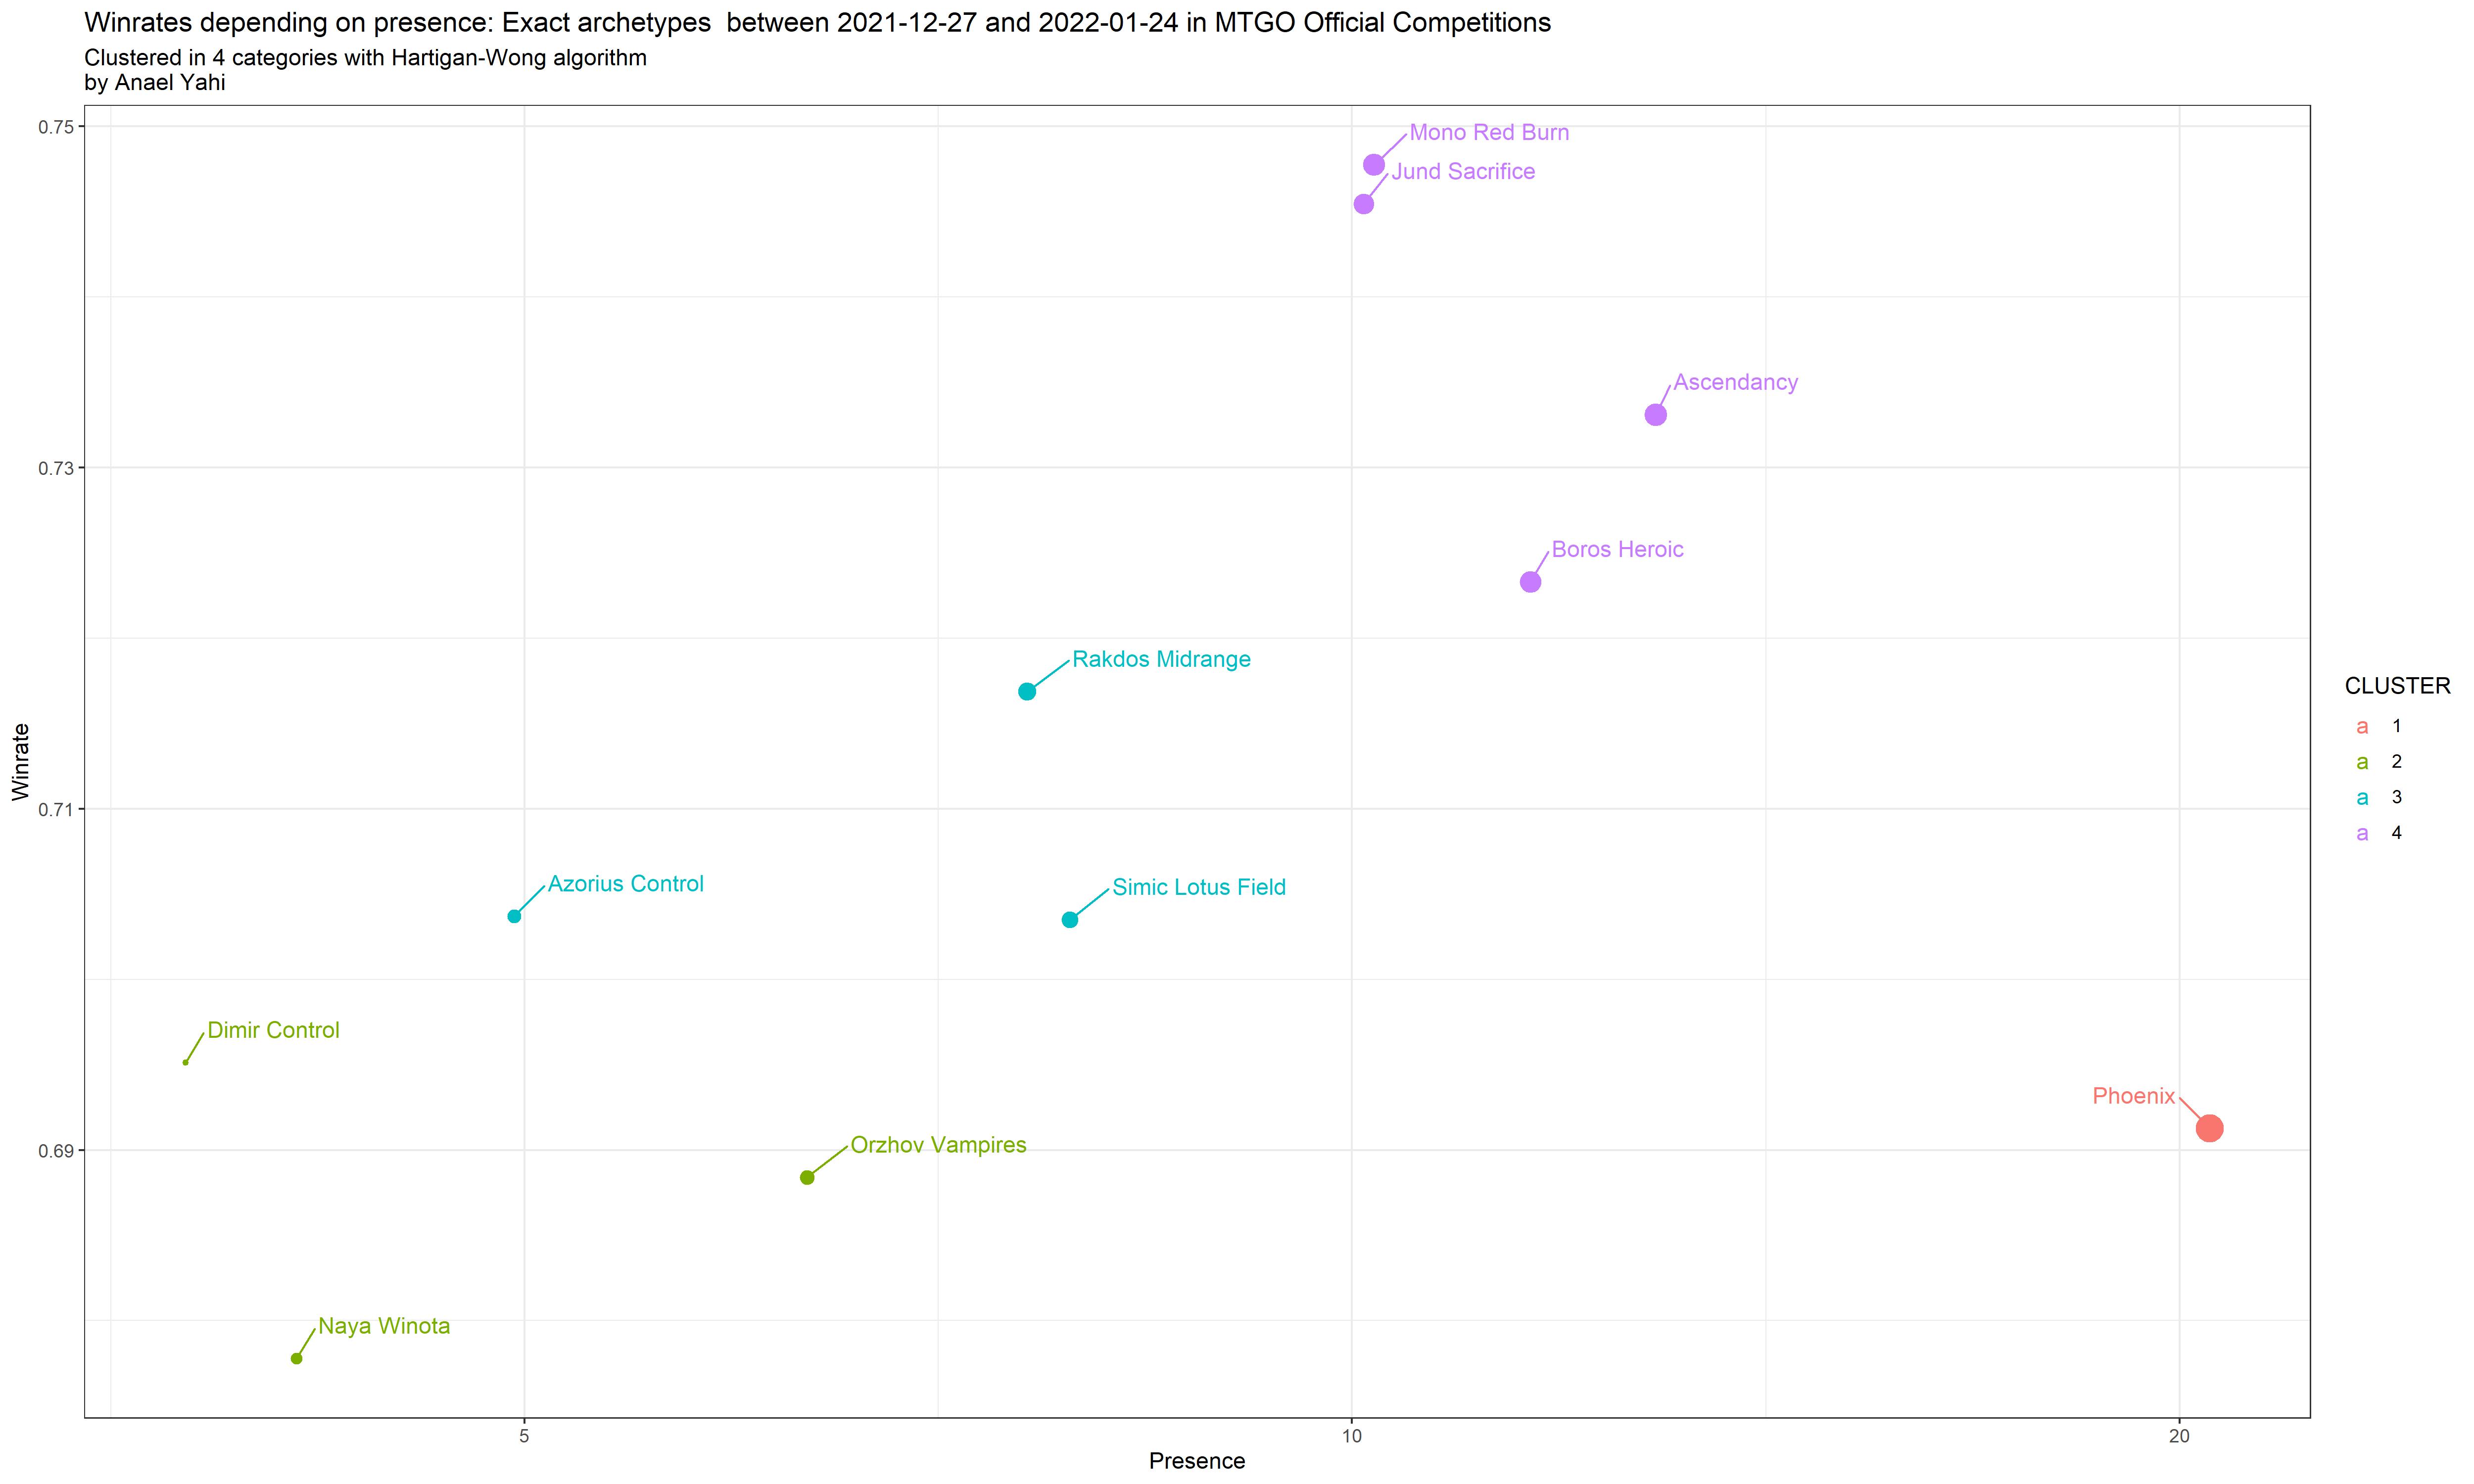 Winrates depending on presence: Exact archetypes  between 2021-12-27 and 2022-01-24 in MTGO Official Competitions
Clustered in 4 categories with Hartigan-Wong algorithm
by Anael Yahi
0.75
Mono Red Burn
Jund Sacrifice
Ascendancy
0.73
Boros Heroic
Rakdos Midrange
CLUSTER
a 1
a 2
a 3
a 4
Winrate
0.71
Azorius Control
Simic Lotus Field
Dimir Control
Phoenix
Orzhov Vampires
0.69
Naya Winota
5
10
20
Presence